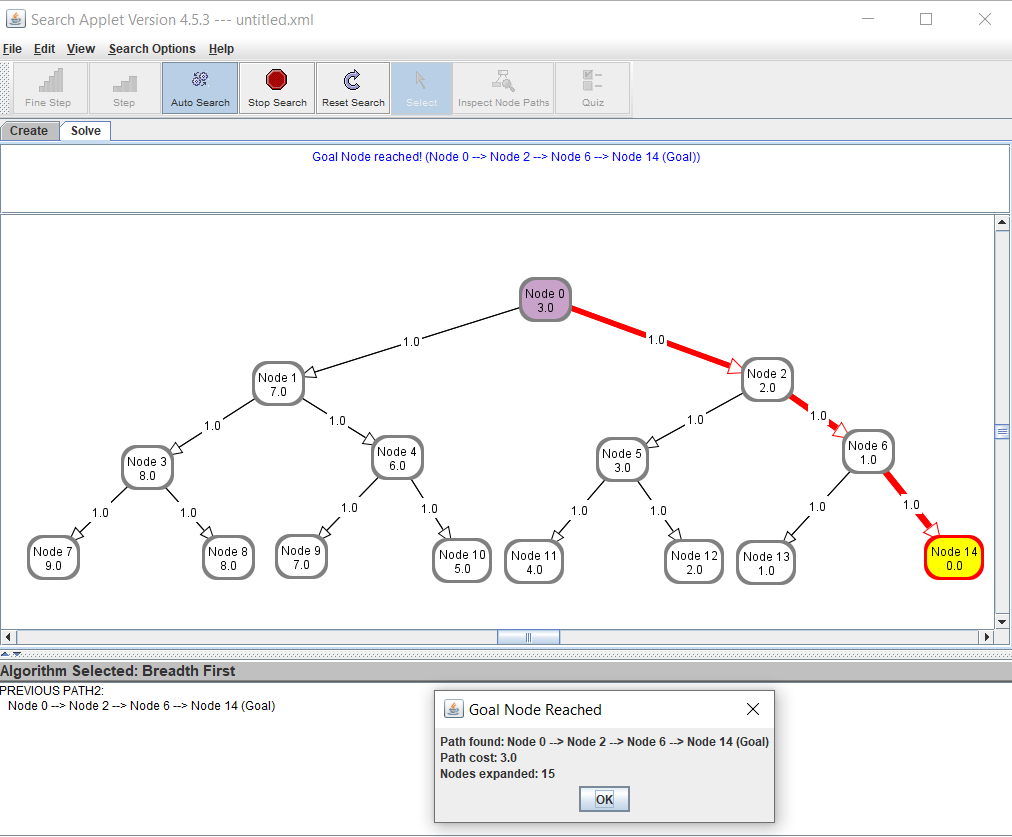 Search Applet Version 4.5.3 --- untitled.xml
File Edit View Search Options Help
Fine Step Step Auto Search Stop Search Reset Search Select Inspect Node Paths Quiz
Create Solve
Goal Node reached! (Node 0 --> Node 2 --> Node 6 --> Node 14 (Goal))
Node 0
3.0
1.0 1.0
Node 1
7.0
Node 2
2.0
1.0 1.0 1.0 1.0
Node 3
8.0
Node 4
6.0
Node 5
3.0
Node 6
1.0
1.0 1.0 1.0 1.0 1.0 1.0 1.0 1.0
Node 7
9.0
Node 8
8.0
Node 9
7.0
Node 10
5.0
Node 11
4.0
Node 12
2.0
Node 13
1.0
Node 14
0.0
Algorithm Selected: Breadth First
PREVIOUS PATH2:
Node 0 --> Node 2 --> Node 6 --> Node 14 (Goal)
Goal Node Reached
Path found: Node 0 --> Node 2 --> Node 6 --> Node 14 (Goal)
Path cost: 3.0
Nodes expanded: 15
OK